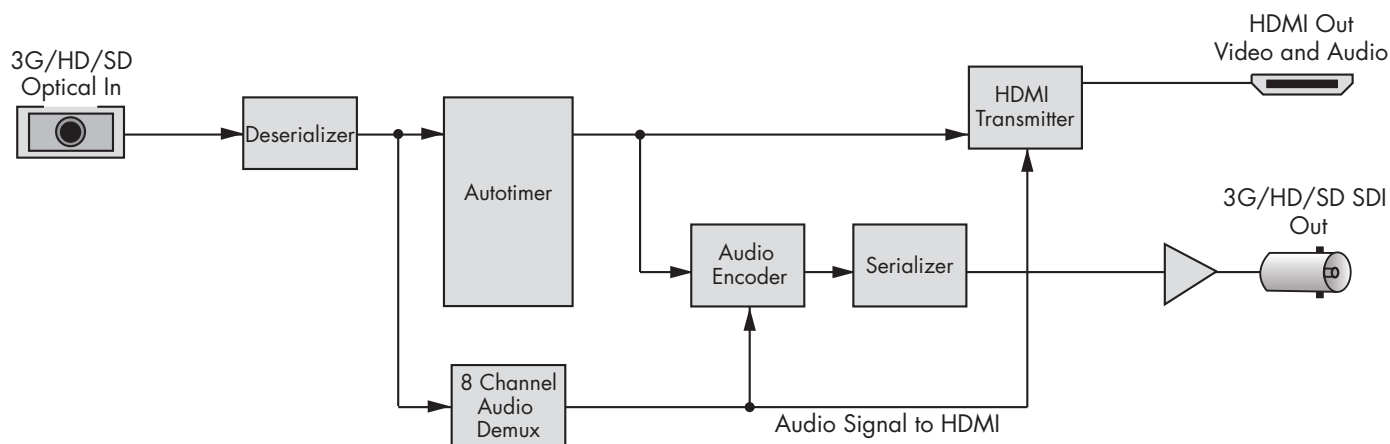 3G/HD/SD
Optical In
Deserializer
Autotimer
8 Channel
Audio
Demux
Audio
Encoder
Serializer
HDMI
Transmitter
HDMI Out
Video and Audio
3G/HD/SD SDI
Out
Audio Signal to HDMI